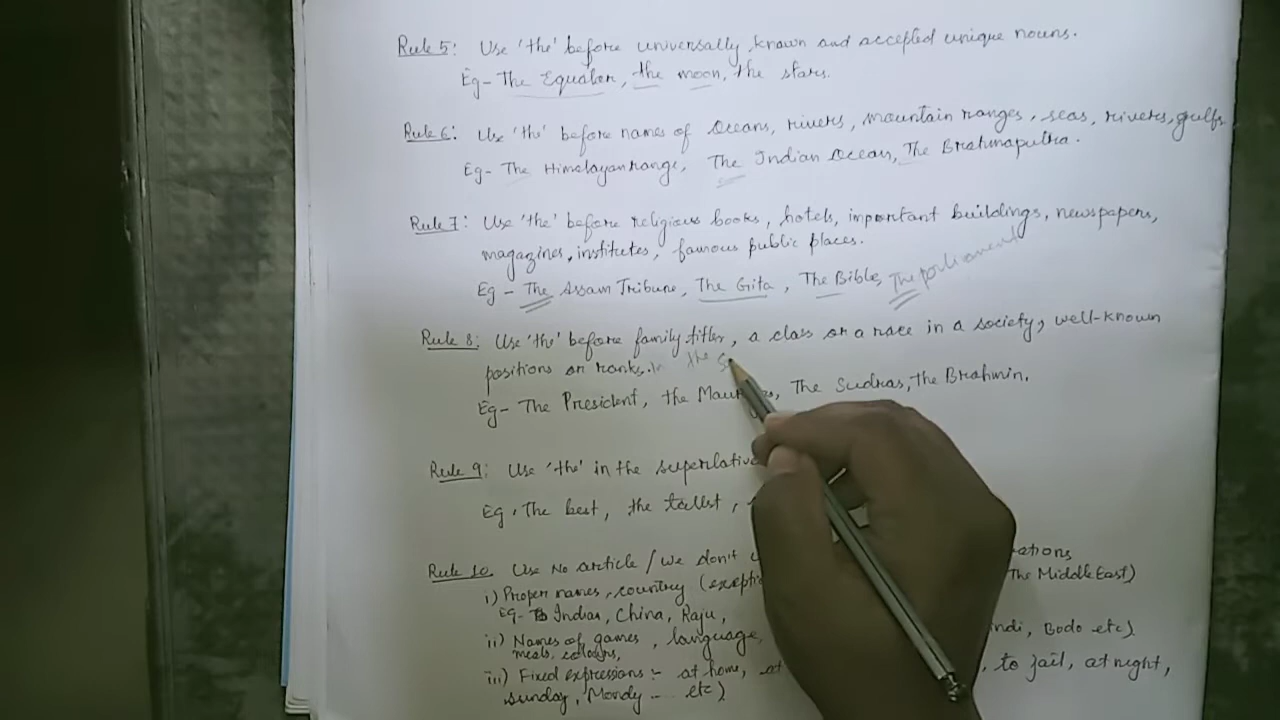 Rule 5: Use 'the' before universally known and accepted unique nouns.
Eg- The Equator, the moon, the stars.
Rule 6: Use 'the' before names of Oceans, rivers, mountain ranges, seas, rivers, gulfs
Eg- The Himalayan range, The Indian Ocean, The Brahmaputra.
Rule 7: Use 'the' before religious books, hotels, important buildings, newspapers,
magazines, institutes, famous public places.
Eg- The Assam Tribune, The Gita, The Bible, The parliament
Rule 8: Use 'the' before family titles, a class or a race in a society, well-known
positions or ranks. the
Eg- The President, the The Sudras, the Brahmin.
Rule 9: Use 'the' in the superlative
Eg. The best, the tallest,
Rule 10 Use No article / we don't
i) Proper names, country The Middle East)
Eg- Indian, China, Raju,
ii) Names of games, language, Bodo etc)
meals, colours,
iii) Fixed expressions:- at home, to jail, at night,
sunday, Monday ... etc)